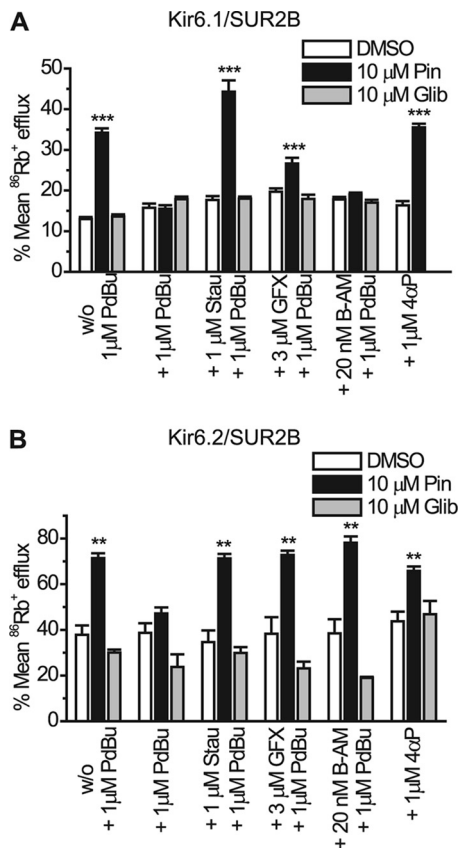 A
Kir6.1/SUR2B
DMSO
10 µM Pin
10 µM Glib
% Mean ⁸⁶Rb⁺ efflux
50
40
30
20
10
0
***
***
***
***
w/o
1µM PdBu
+ 1µM PdBu
+ 1 µM Stau
+ 1µM PdBu
+ 3 µM GFX
+ 1µM PdBu
+ 20 nM B-AM
+ 1µM PdBu
+ 1µM 4αP
B
Kir6.2/SUR2B
DMSO
10 µM Pin
10 µM Glib
% Mean ⁸⁶Rb⁺ efflux
80
60
40
20
0
**
**
**
**
**
w/o
+ 1µM PdBu
+ 1µM PdBu
+ 1 µM Stau
+ 1µM PdBu
+ 3 µM GFX
+ 1µM PdBu
+ 20 nM B-AM
+ 1µM PdBu
+ 1µM 4αP